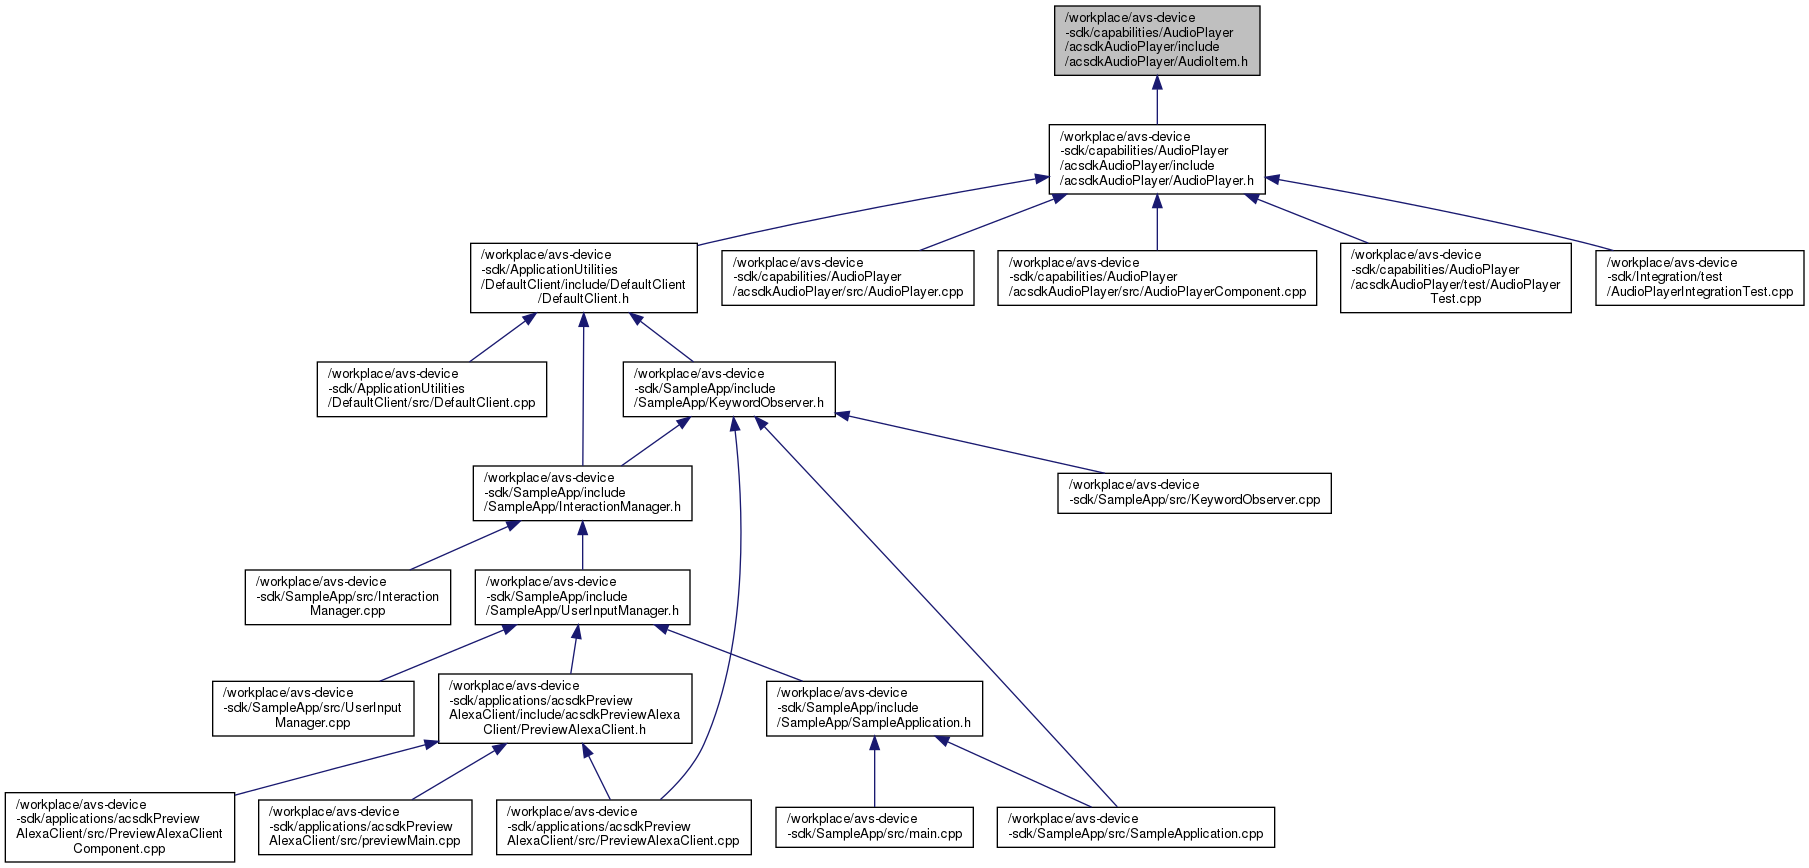 /workplace/avs-device
-sdk/capabilities/AudioPlayer
/acsdkAudioPlayer/include
/acsdkAudioPlayer/AudioItem.h
/workplace/avs-device
-sdk/capabilities/AudioPlayer
/acsdkAudioPlayer/include
/acsdkAudioPlayer/AudioPlayer.h
/workplace/avs-device
-sdk/ApplicationUtilities
/DefaultClient/include/DefaultClient
/DefaultClient.h
/workplace/avs-device
-sdk/capabilities/AudioPlayer
/acsdkAudioPlayer/src/AudioPlayer.cpp
/workplace/avs-device
-sdk/capabilities/AudioPlayer
/acsdkAudioPlayer/src/AudioPlayerComponent.cpp
/workplace/avs-device
-sdk/capabilities/AudioPlayer
/acsdkAudioPlayer/test/AudioPlayer
Test.cpp
/workplace/avs-device
-sdk/Integration/test
/AudioPlayerIntegrationTest.cpp
/workplace/avs-device
-sdk/ApplicationUtilities
/DefaultClient/src/DefaultClient.cpp
/workplace/avs-device
-sdk/SampleApp/include
/SampleApp/KeywordObserver.h
/workplace/avs-device
-sdk/SampleApp/include
/SampleApp/InteractionManager.h
/workplace/avs-device
-sdk/SampleApp/src/KeywordObserver.cpp
/workplace/avs-device
-sdk/SampleApp/src/Interaction
Manager.cpp
/workplace/avs-device
-sdk/SampleApp/include
/SampleApp/UserInputManager.h
/workplace/avs-device
-sdk/SampleApp/src/UserInput
Manager.cpp
/workplace/avs-device
-sdk/applications/acsdkPreview
AlexaClient/include/acsdkPreviewAlexa
Client/PreviewAlexaClient.h
/workplace/avs-device
-sdk/SampleApp/include
/SampleApp/SampleApplication.h
/workplace/avs-device
-sdk/applications/acsdkPreview
AlexaClient/src/PreviewAlexaClient
Component.cpp
/workplace/avs-device
-sdk/applications/acsdkPreview
AlexaClient/src/previewMain.cpp
/workplace/avs-device
-sdk/applications/acsdkPreview
AlexaClient/src/PreviewAlexaClient.cpp
/workplace/avs-device
-sdk/SampleApp/src/main.cpp
/workplace/avs-device
-sdk/SampleApp/src/SampleApplication.cpp